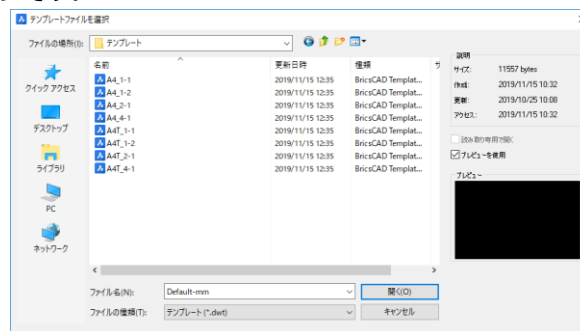 テンプレートファイルを選択
ファイルの場所(I):
テンプレート
名前
更新日時
種類
サ
A4_1-1
2019/11/15 12:35
BricsCAD Templat...
A4_1-2
2019/11/15 12:35
BricsCAD Templat...
A4_2-1
2019/11/15 12:35
BricsCAD Templat...
A4_4-1
2019/11/15 12:35
BricsCAD Templat...
A4T_1-1
2019/11/15 12:35
BricsCAD Templat...
A4T_1-2
2019/11/15 12:35
BricsCAD Templat...
A4T_2-1
2019/11/15 12:35
BricsCAD Templat...
A4T_4-1
2019/11/15 12:35
BricsCAD Templat...
クイック アクセス
デスクトップ
ライブラリ
PC
ネットワーク
ファイル名(N):
Default-mm
開く(O)
ファイルの種類(T):
テンプレート (*.dwt)
キャンセル
説明
サイズ:
11557 bytes
作成:
2019/11/15 10:32
更新:
2019/10/25 10:08
アクセス:
2019/11/15 10:32
読み取り専用で開く
プレビューを使用
プレビュー